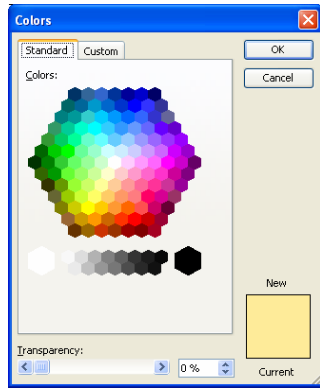 Colors
Standard Custom
OK
Cancel
Colors:
New
Transparency:
0 %
Current